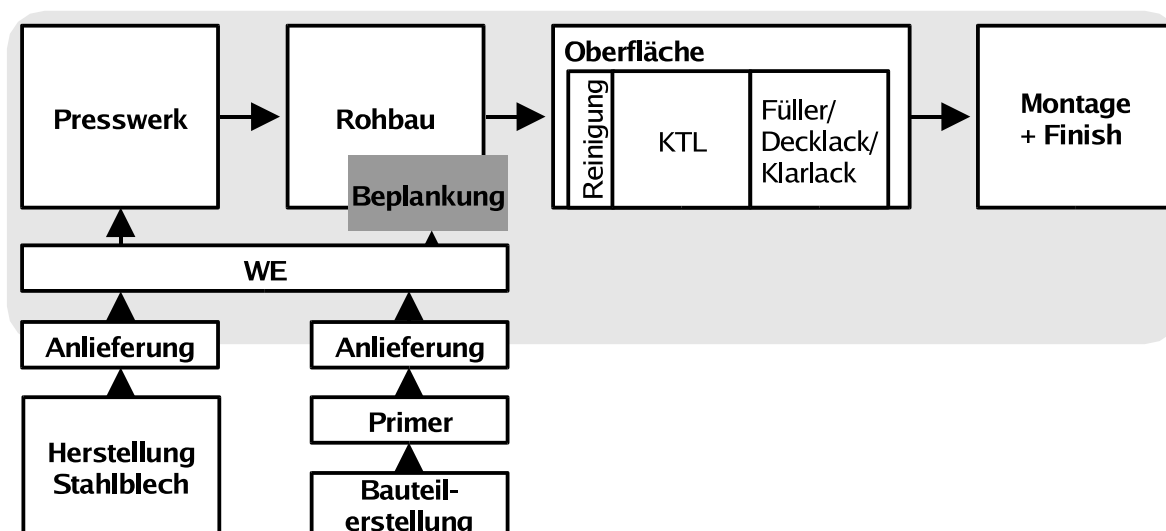 Presswerk
Rohbau
Beplankung
Oberfläche
Reinigung
KTL
Füller/
Decklack/
Klarlack
Montage
+ Finish
WE
Anlieferung
Anlieferung
Primer
Herstellung
Stahlblech
Bauteil-
erstellung